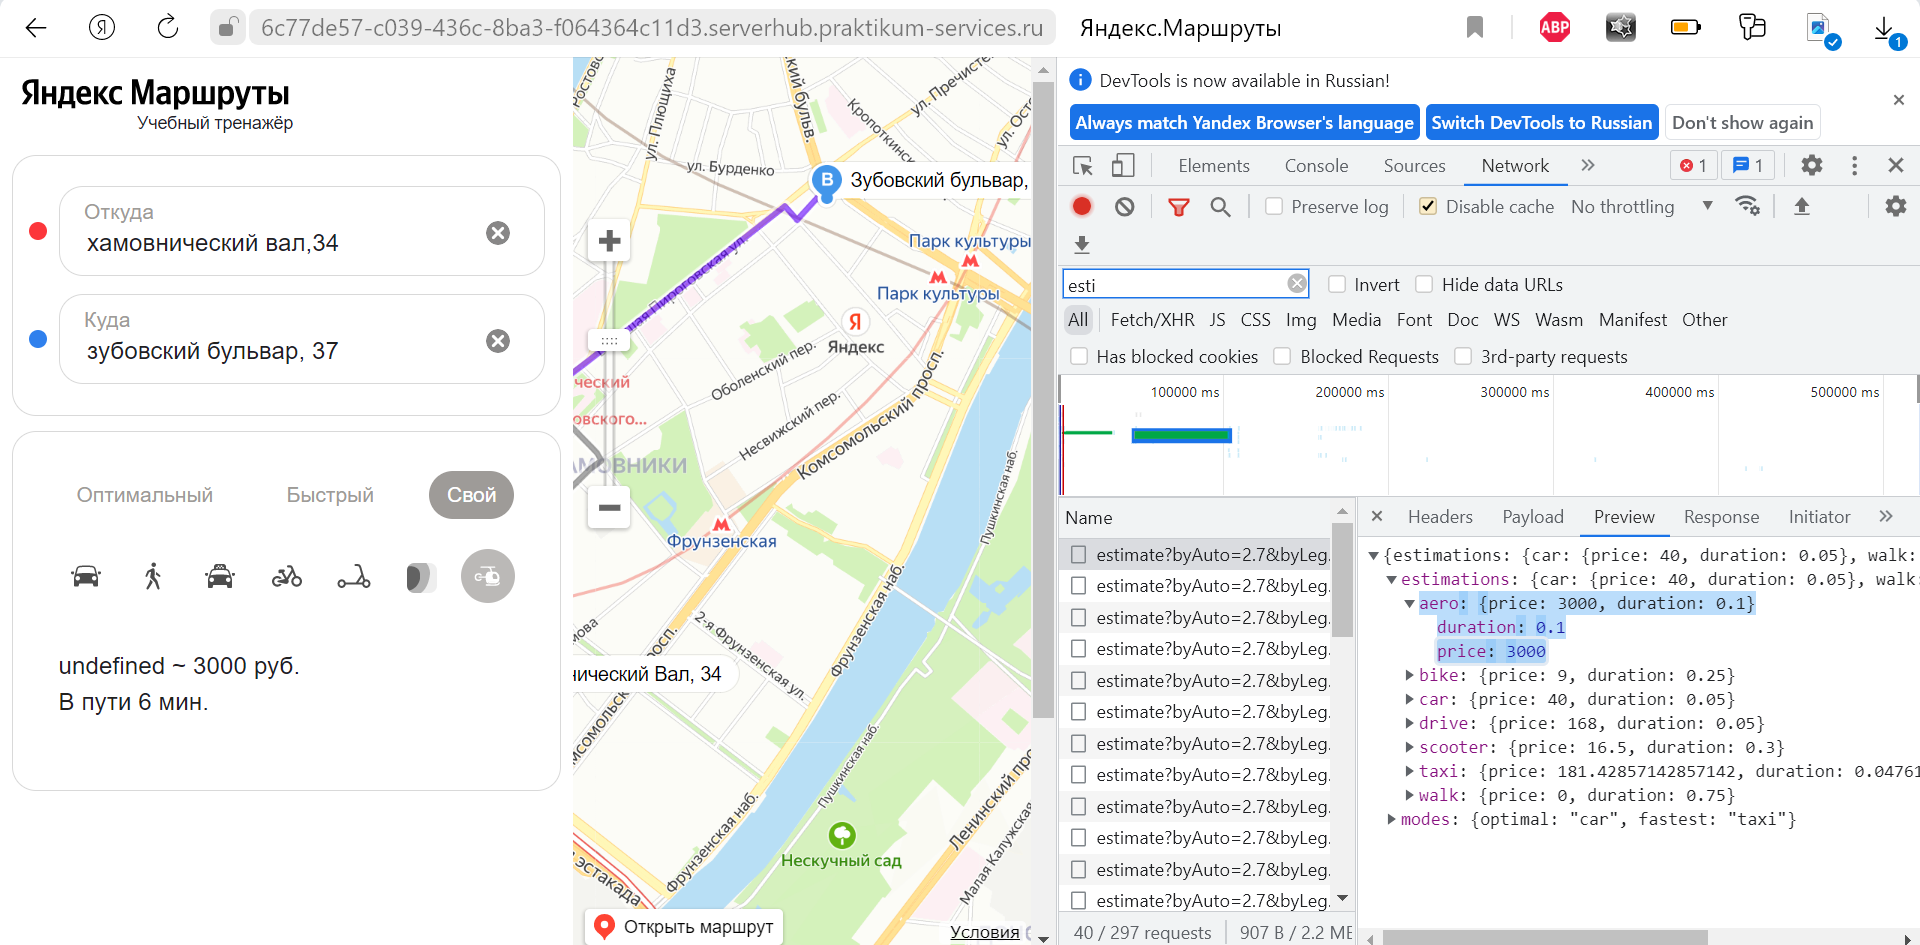 6c77de57-c039-436c-8ba3-f064364c11d3.serverhub.praktikum-services.ru
Яндекс.Маршруты
ABP
1
Яндекс Маршруты
Учебный тренажёр
Откуда
хамовнический вал,34
Куда
зубовский бульвар, 37
Оптимальный
Быстрый
Свой
undefined ~ 3000 руб.
В пути 6 мин.
ул. Плющиха
кий бульв.
ул. Пречисте
Кропоткинск
ул. Ост
ул. Бурденко
B
Зубовский бульвар,
Парк культуры
Парк культуры
лая Пироговская ул.
Я
Яндекс
ческий
овского...
Оболенский пер.
Несвижский пер.
Комсомольский просп.
АМОВНИКИ
Фрунзенская
Пушкинская наб.
Фрунзенская наб.
2-я Фрунзенская ул.
нический Вал, 34
омсомольск
просп.
Пушкинская наб.
Ленинский про
Малая Калужская
Нескучный сад
Фрунзенская наб.
эстакада
Открыть маршрут
Условия
DevTools is now available in Russian!
Always match Yandex Browser's language
Switch DevTools to Russian
Don't show again
Elements
Console
Sources
Network
1
1
Preserve log
Disable cache
No throttling
esti
Invert
Hide data URLs
All
Fetch/XHR
JS
CSS
Img
Media
Font
Doc
WS
Wasm
Manifest
Other
Has blocked cookies
Blocked Requests
3rd-party requests
100000 ms
200000 ms
300000 ms
400000 ms
500000 ms
Name
estimate?byAuto=2.7&byLeg.
estimate?byAuto=2.7&byLeg.
estimate?byAuto=2.7&byLeg.
estimate?byAuto=2.7&byLeg.
estimate?byAuto=2.7&byLeg.
estimate?byAuto=2.7&byLeg.
estimate?byAuto=2.7&byLeg.
estimate?byAuto=2.7&byLeg.
estimate?byAuto=2.7&byLeg.
estimate?byAuto=2.7&byLeg.
estimate?byAuto=2.7&byLeg.
estimate?byAuto=2.7&byLeg.
40 / 297 requests
907 B / 2.2 ME
Headers
Payload
Preview
Response
Initiator
{estimations: {car: {price: 40, duration: 0.05}, walk:
estimations: {car: {price: 40, duration: 0.05}, walk:
aero: {price: 3000, duration: 0.1}
duration: 0.1
price: 3000
bike: {price: 9, duration: 0.25}
car: {price: 40, duration: 0.05}
drive: {price: 168, duration: 0.05}
scooter: {price: 16.5, duration: 0.3}
taxi: {price: 181.42857142857142, duration: 0.04761
walk: {price: 0, duration: 0.75}
modes: {optimal: "car", fastest: "taxi"}